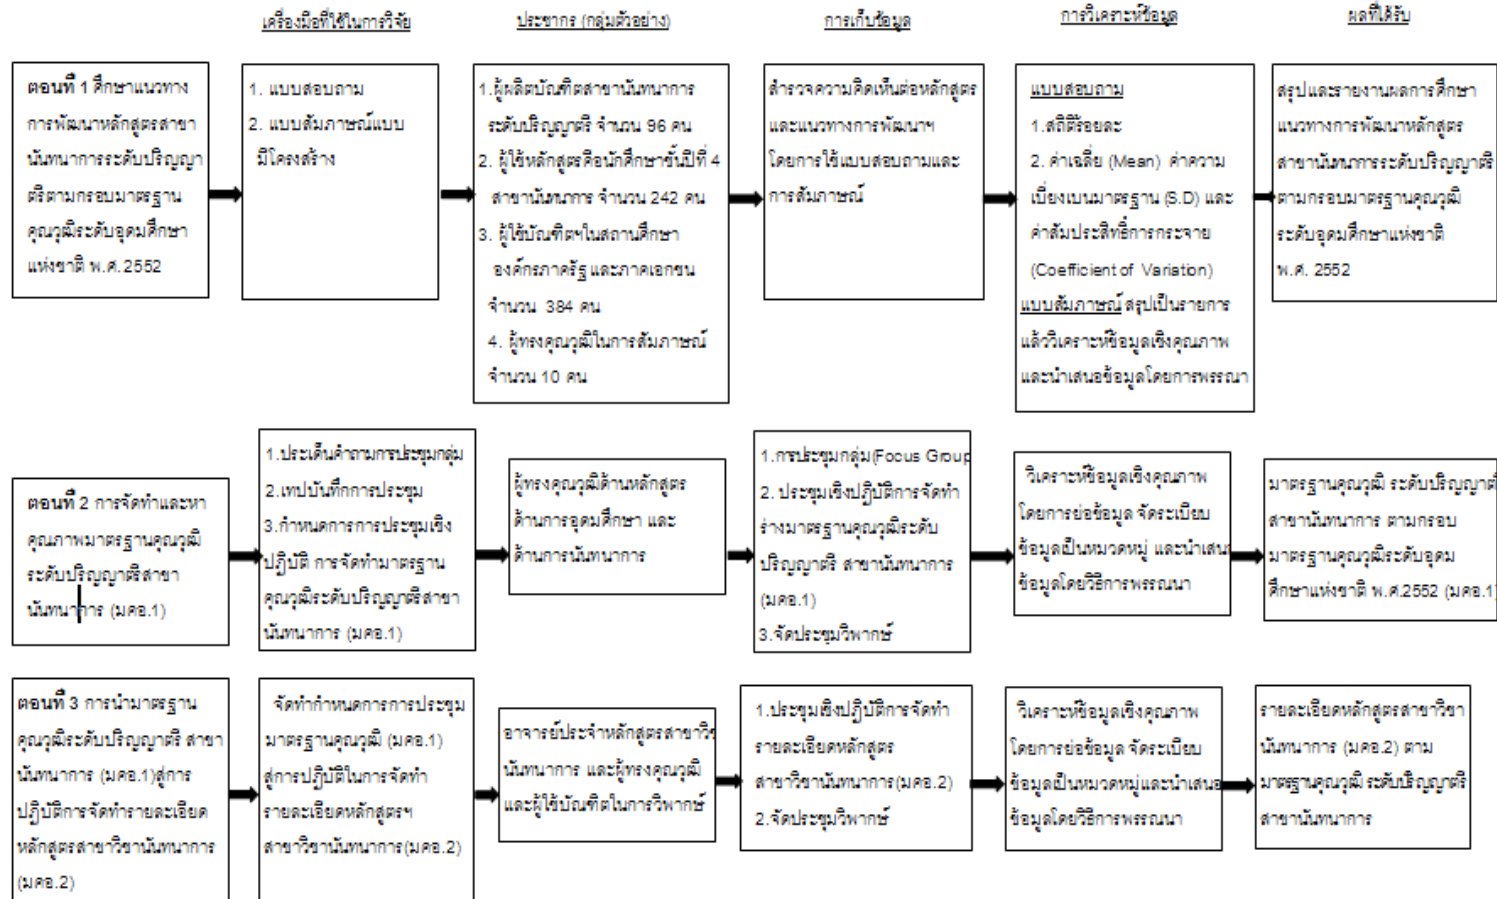 เครื่องมือที่ใช้ในการวิจัย
ประชากร (กลุ่มตัวอย่าง)
การเก็บข้อมูล
การวิเคราะห์ข้อมูล
ผลที่ได้รับ
ตอนที่ 1 ศึกษาแนวทาง
การพัฒนาหลักสูตรสาขา
นันทนาการระดับปริญญา
ตรีตามกรอบมาตรฐาน
คุณวุฒิระดับอุดมศึกษา
แห่งชาติ พ.ศ. 2552
1. แบบสอบถาม
2. แบบสัมภาษณ์แบบ
มีโครงสร้าง
1.ผู้ผลิตบัณฑิตสาขานันทนาการ
ระดับปริญญาตรี จำนวน 96 คน
2. ผู้ใช้หลักสูตรคือนักศึกษาชั้นปีที่ 4
สาขานันทนาการ จำนวน 242 คน
3. ผู้ใช้บัณฑิตฯในสถานศึกษา
องค์กรภาครัฐ และภาคเอกชน
จำนวน 384 คน
4. ผู้ทรงคุณวุฒิในการสัมภาษณ์
จำนวน 10 คน
สำรวจความคิดเห็นต่อหลักสูตร
และแนวทางการพัฒนาฯ
โดยการใช้แบบสอบถามและ
การสัมภาษณ์
แบบสอบถาม
1.สถิติร้อยละ
2. ค่าเฉลี่ย (Mean) ค่าความ
เบี่ยงเบนมาตรฐาน (S.D) และ
ค่าสัมประสิทธิ์การกระจาย
(Coefficient of Variation)
แบบสัมภาษณ์ สรุปเป็นรายการ
แล้ววิเคราะห์ข้อมูลเชิงคุณภาพ
และนำเสนอข้อมูลโดยการพรรณา
สรุปและรายงานผลการศึกษา
แนวทางการพัฒนาหลักสูตร
สาขานันทนาการระดับปริญญาตรี
ตามกรอบมาตรฐานคุณวุฒิ
ระดับอุดมศึกษาแห่งชาติ
พ.ศ. 2552
ตอนที่ 2 การจัดทำและหา
คุณภาพมาตรฐานคุณวุฒิ
ระดับปริญญาตรีสาขา
นันทนาการ (มคอ.1)
1.ประเด็นคำถามการประชุมกลุ่ม
2.เทปบันทึกการประชุม
3.กำหนดการการประชุมเชิง
ปฏิบัติ การจัดทำมาตรฐาน
คุณวุฒิระดับปริญญาตรีสาขา
นันทนาการ (มคอ.1)
ผู้ทรงคุณวุฒิด้านหลักสูตร
ด้านการอุดมศึกษา และ
ด้านการนันทนาการ
1.การประชุมกลุ่ม(Focus Group
2. ประชุมเชิงปฏิบัติการจัดทำ
ร่างมาตรฐานคุณวุฒิระดับ
ปริญญาตรี สาขานันทนาการ
(มคอ.1)
3.จัดประชุมวิพากษ์
วิเคราะห์ข้อมูลเชิงคุณภาพ
โดยการย่อข้อมูล จัดระเบียบ
ข้อมูลเป็นหมวดหมู่ และนำเสนอ
ข้อมูลโดยวิธีการพรรณา
มาตรฐานคุณวุฒิ ระดับปริญญาตรี
สาขานันทนาการ ตามกรอบ
มาตรฐานคุณวุฒิระดับอุดม
ศึกษาแห่งชาติ พ.ศ.2552 (มคอ.1)
ตอนที่ 3 การนำมาตรฐาน
คุณวุฒิระดับปริญญาตรี สาขา
นันทนาการ (มคอ.1)สู่การ
ปฏิบัติการจัดทำรายละเอียด
หลักสูตรสาขาวิชานันทนาการ
(มคอ.2)
จัดทำกำหนดการการประชุม
มาตรฐานคุณวุฒิ (มคอ.1)
สู่การปฏิบัติในการจัดทำ
รายละเอียดหลักสูตรฯ
สาขาวิชานันทนาการ(มคอ.2)
อาจารย์ประจำหลักสูตรสาขาวิช
นันทนาการ และผู้ทรงคุณวุฒิ
และผู้ใช้บัณฑิตในการวิพากษ์
1.ประชุมเชิงปฏิบัติการจัดทำ
รายละเอียดหลักสูตร
สาขาวิชานันทนาการ(มคอ.2)
2.จัดประชุมวิพากษ์
วิเคราะห์ข้อมูลเชิงคุณภาพ
โดยการย่อข้อมูล จัดระเบียบ
ข้อมูลเป็นหมวดหมู่และนำเสนอ
ข้อมูลโดยวิธีการพรรณา
รายละเอียดหลักสูตรสาขาวิชา
นันทนาการ (มคอ.2) ตาม
มาตรฐานคุณวุฒิ ระดับปริญญาตรี
สาขานันทนาการ